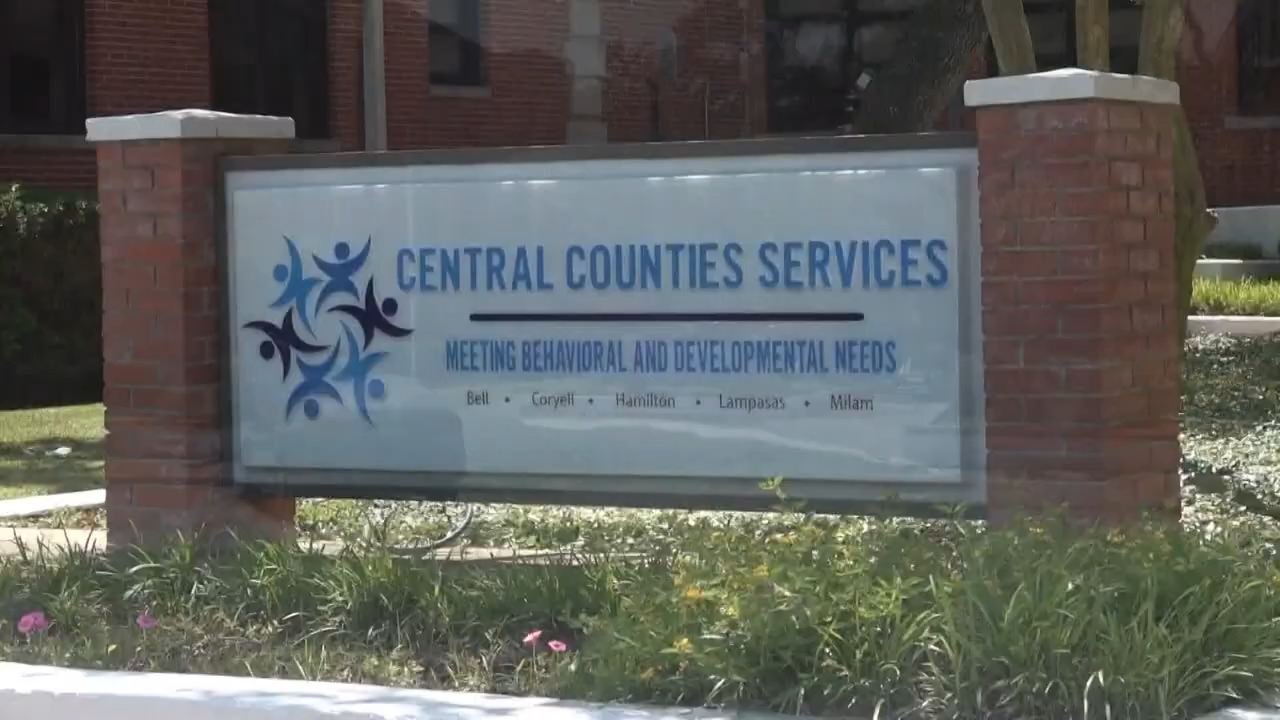 CENTRAL COUNTIES SERVICES
MEETING BEHAVIORAL AND DEVELOPMENTAL NEEDS
Bell • Coryell • Hamilton • Lampasas • Milam